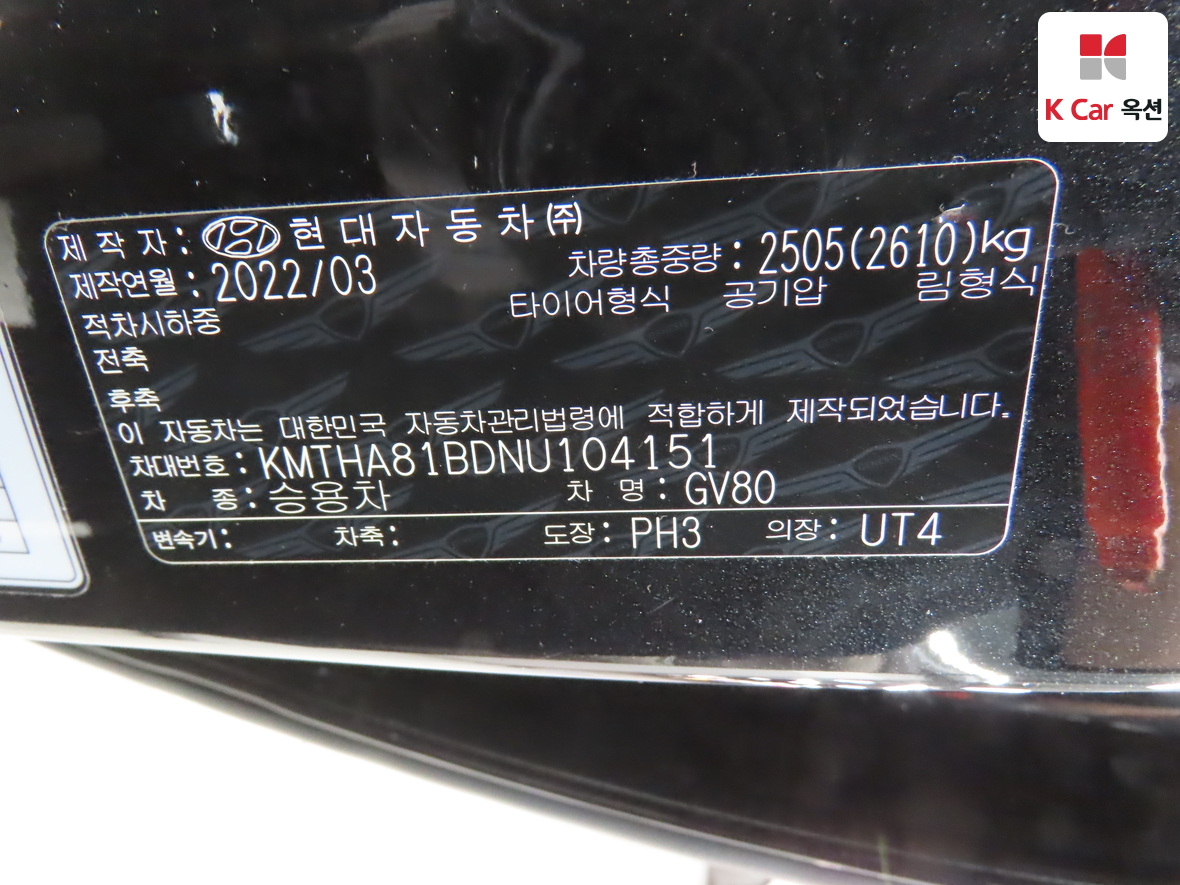 K Car 옥션
제 작 자 : 현 대 자 동 차 ㈜
제작연월 : 2022/03 차량총중량 : 2505(2610)kg
적차시하중 타이어형식 공기압 림형식
전축
후축
이 자동차는 대한민국 자동차관리법령에 적합하게 제작되었습니다.
차대번호 : KMTHA81BDNU104151
차 종 : 승용차 차 명 : GV80
변속기 : 차축 : 도장 : PH3 의장 : UT4